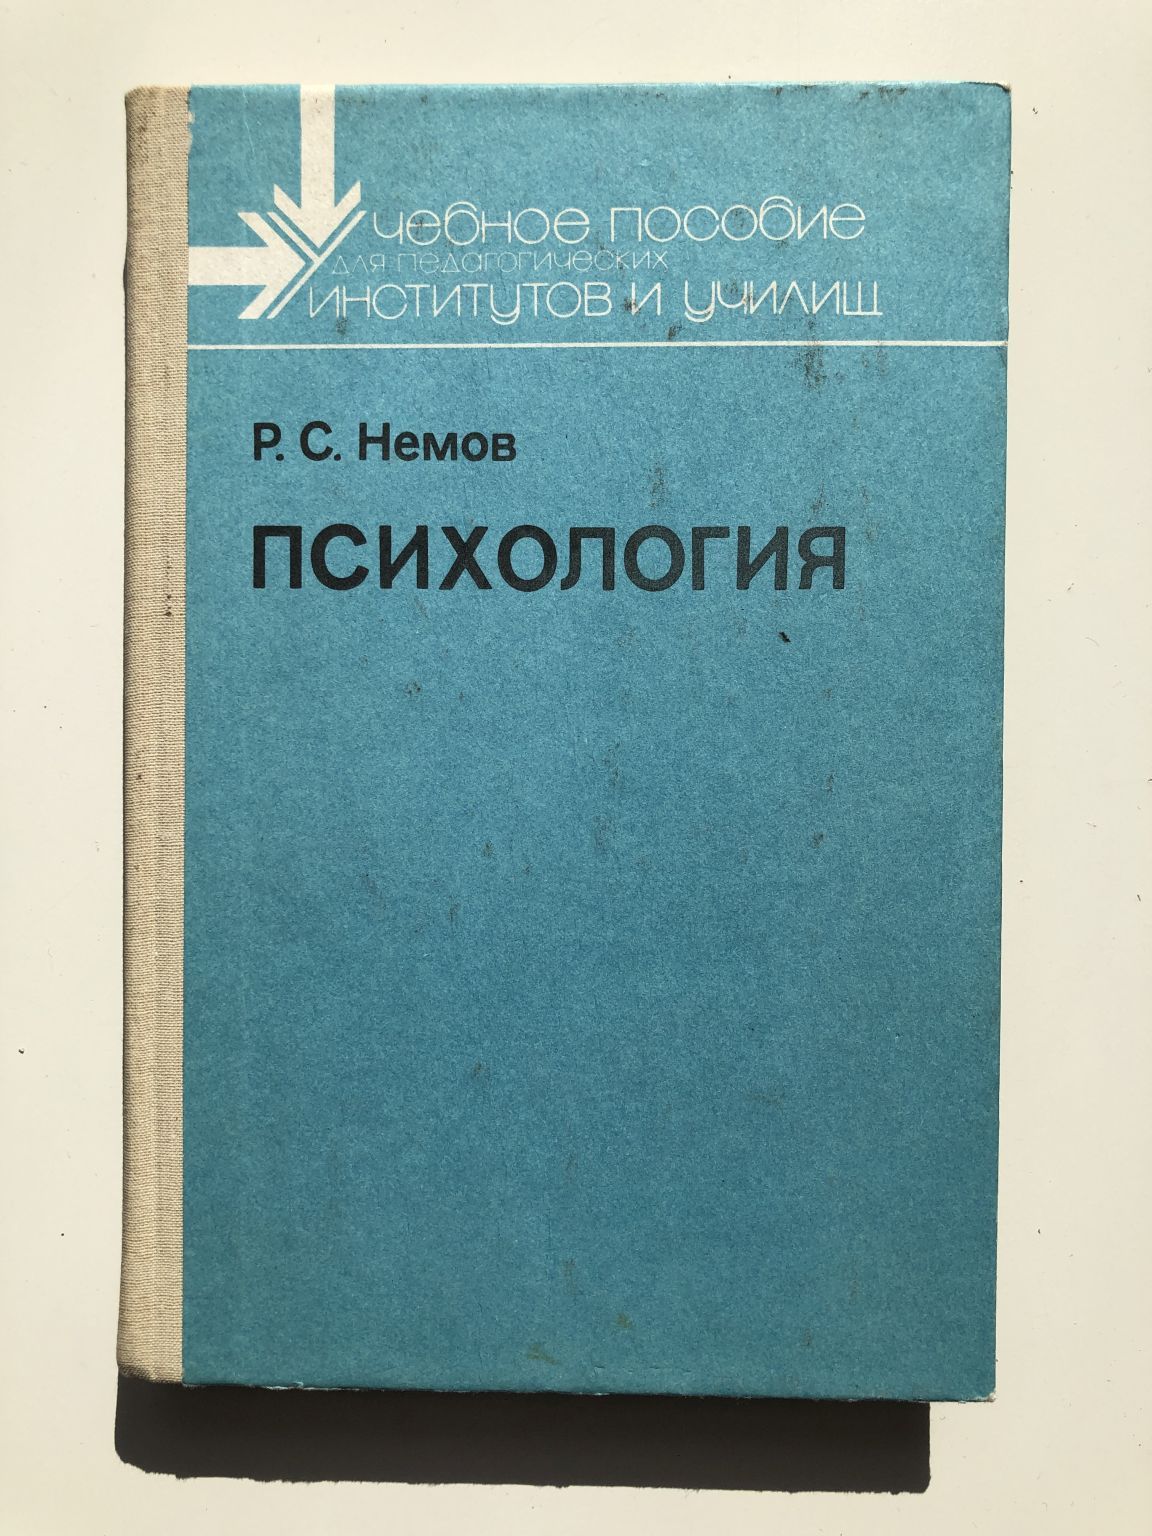 Учебное пособие
для педагогических
институтов и училищ
Р. С. Немов
ПСИХОЛОГИЯ